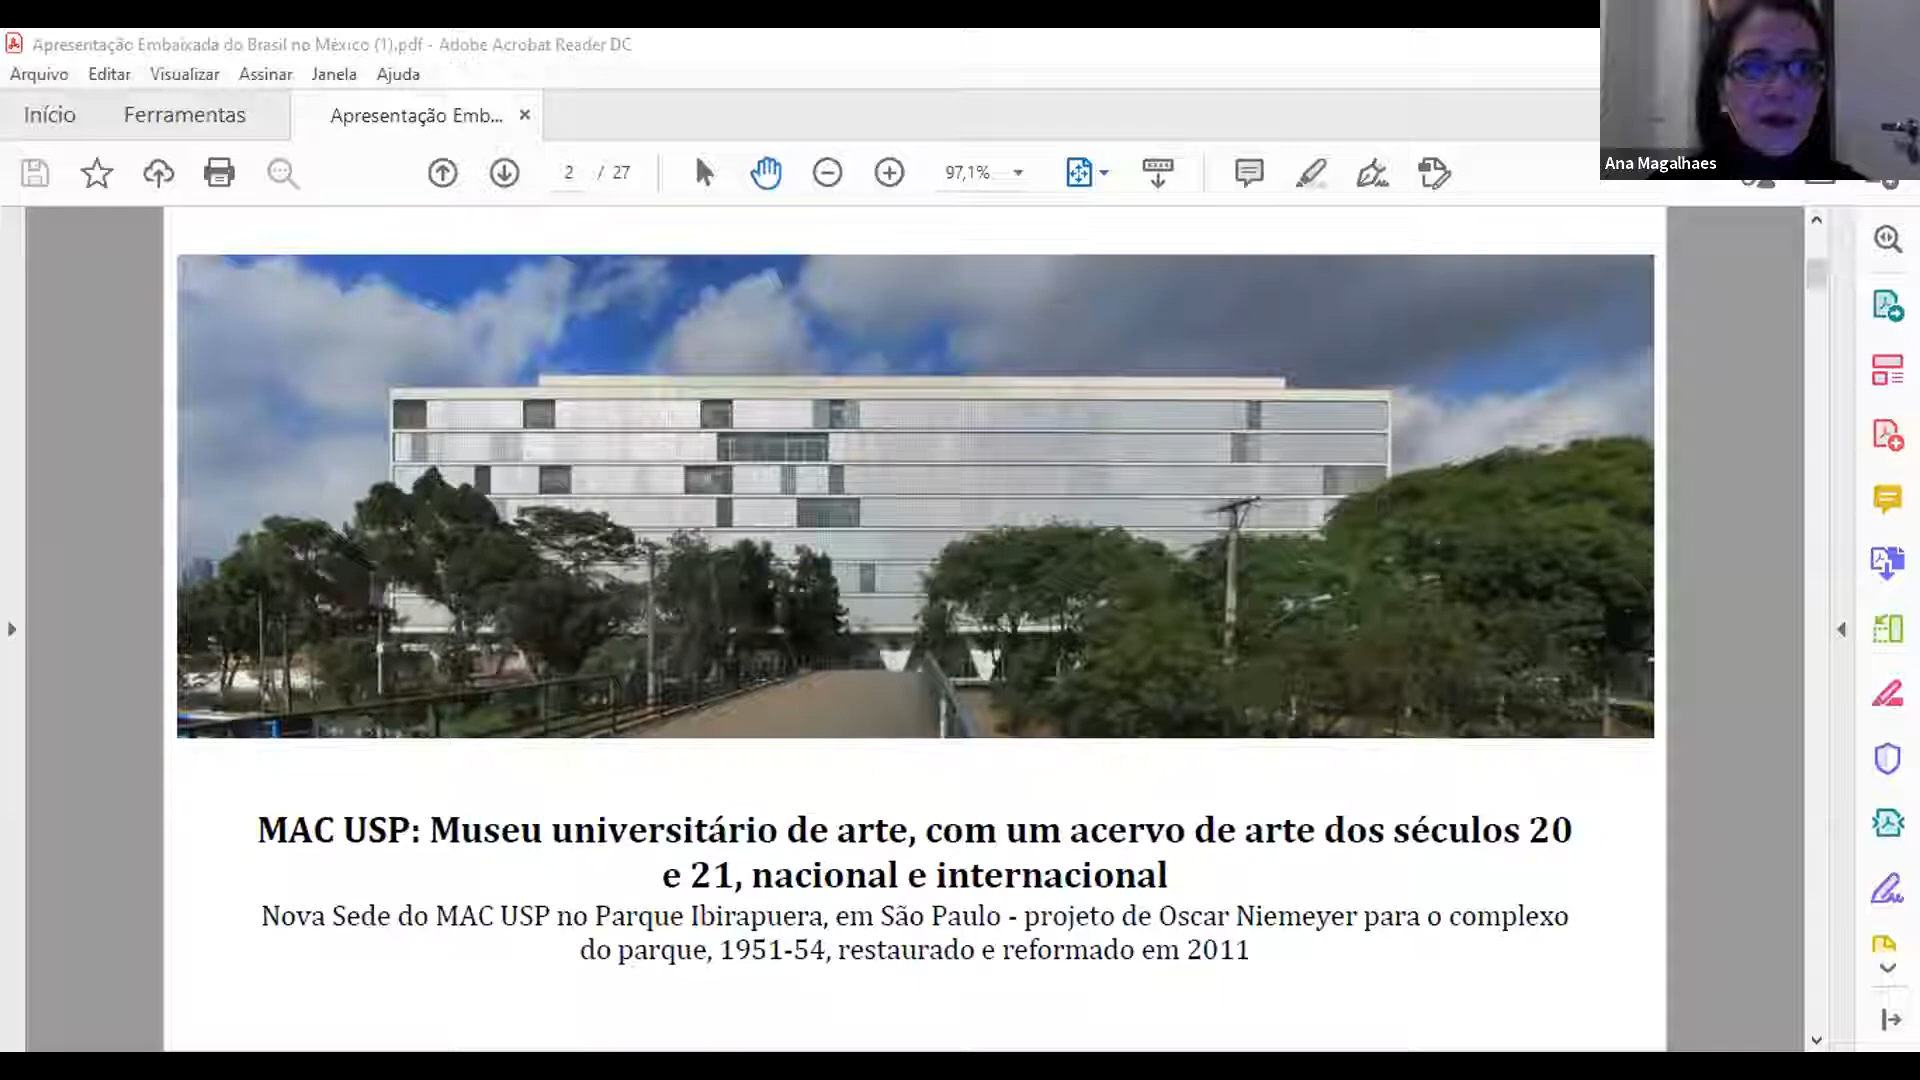 Apresentação Embaixada do Brasil no México (1).pdf - Adobe Acrobat Reader DC
Arquivo Editar Visualizar Assinar Janela Ajuda
Início Ferramentas Apresentação Emb...
2 / 27 97,1%
Ana Magalhaes
MAC USP: Museu universitário de arte, com um acervo de arte dos séculos 20
e 21, nacional e internacional
Nova Sede do MAC USP no Parque Ibirapuera, em São Paulo - projeto de Oscar Niemeyer para o complexo
do parque, 1951-54, restaurado e reformado em 2011